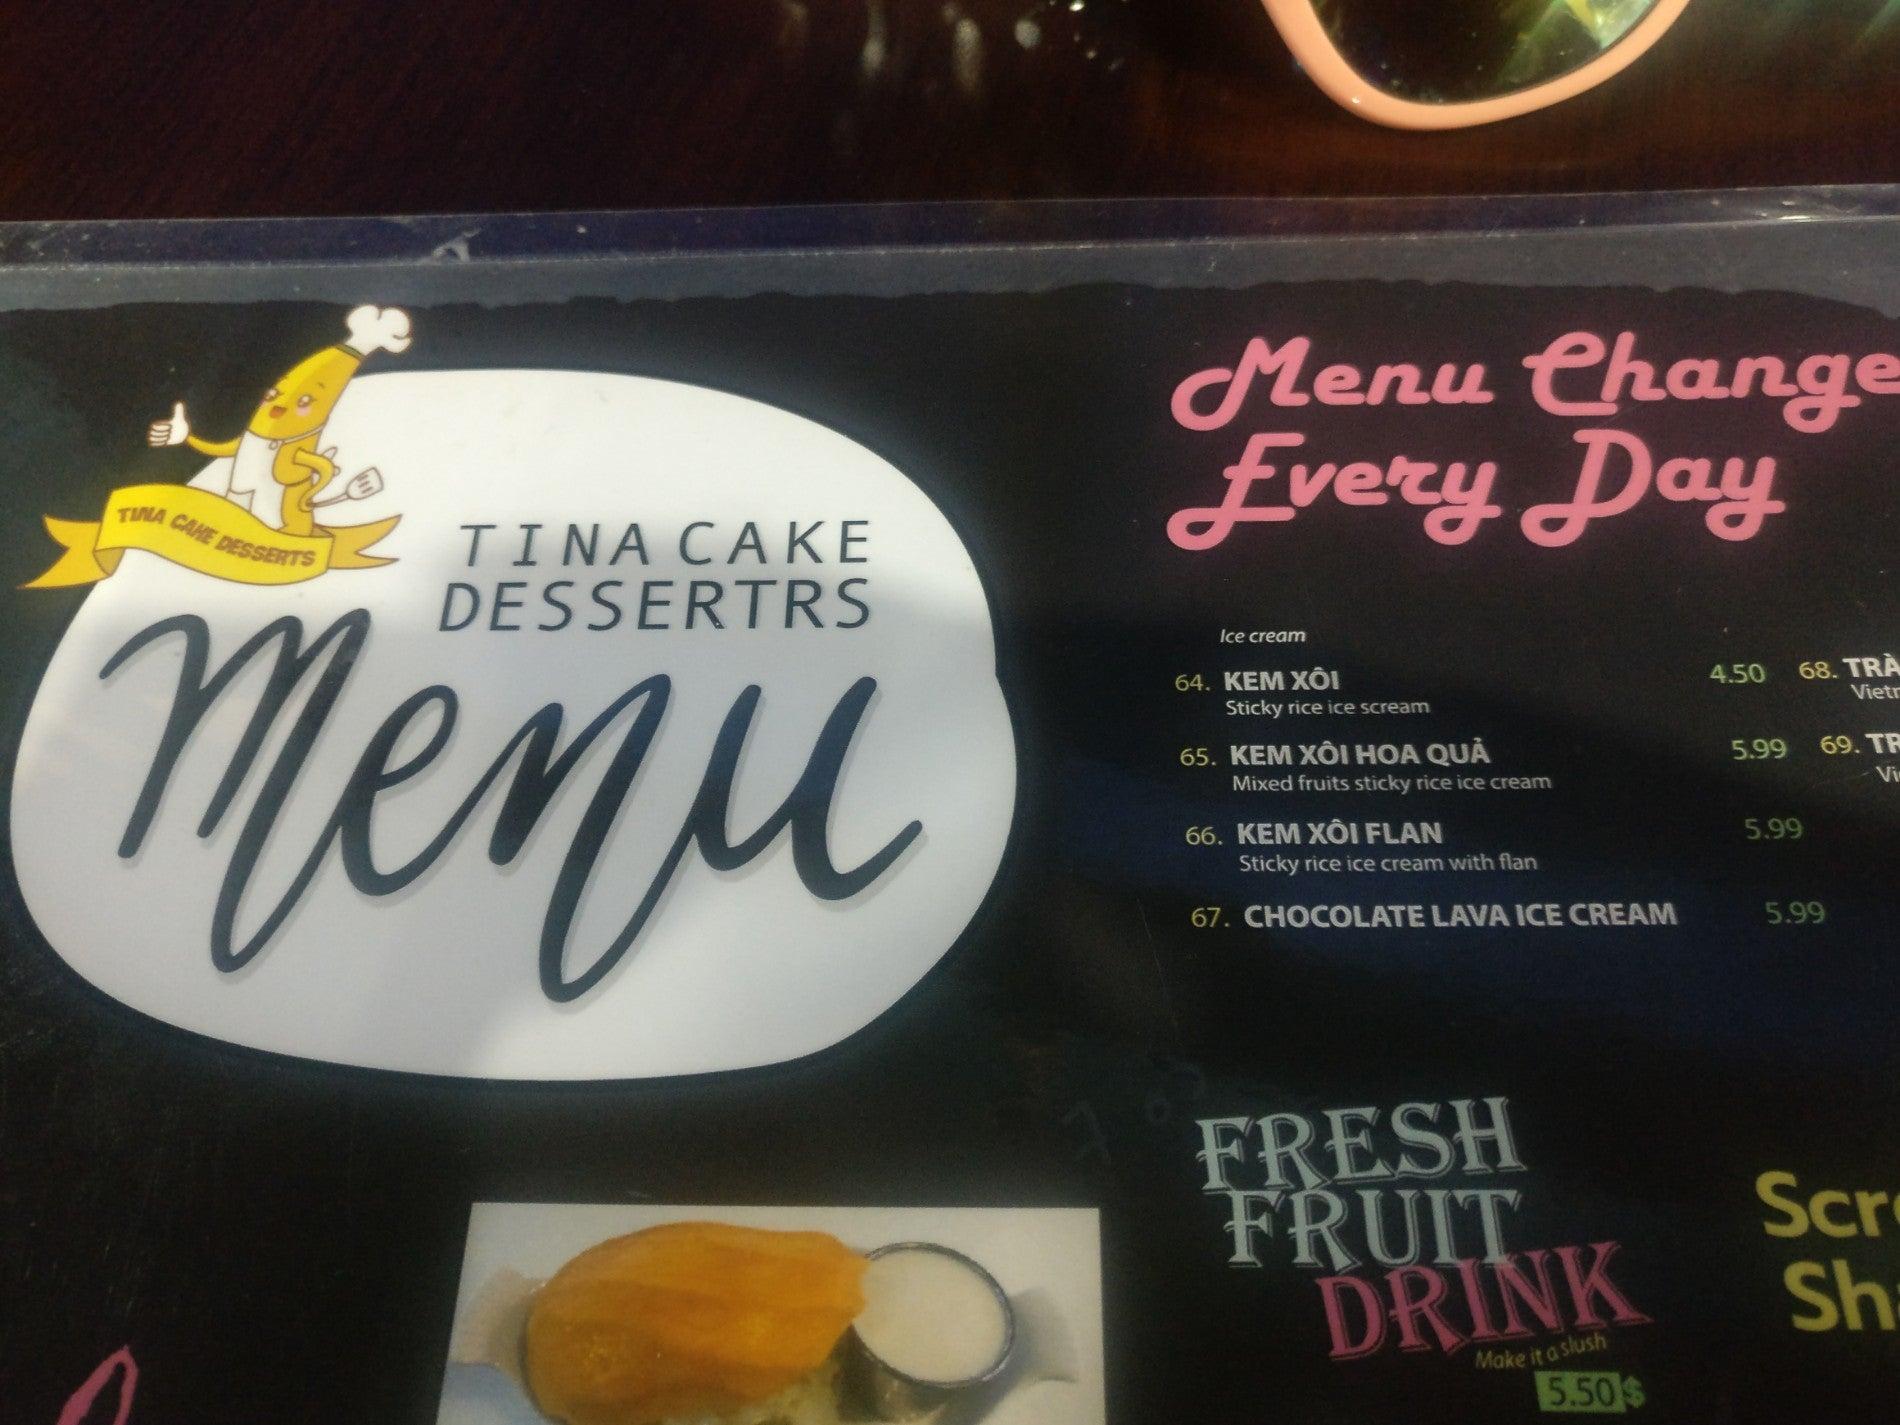 TINA CAKE DESSERTS
TINA CAKE
DESSERTRS
Menu
Menu Change
Every Day
Ice cream
64. KEM XÔI 4.50
Sticky rice ice scream
65. KEM XÔI HOA QUẢ 5.99
Mixed fruits sticky rice ice cream
66. KEM XÔI FLAN 5.99
Sticky rice ice cream with flan
67. CHOCOLATE LAVA ICE CREAM 5.99
68. TRÀ
69.
FRESH
FRUIT
DRINK
Make it a slush
5.50$